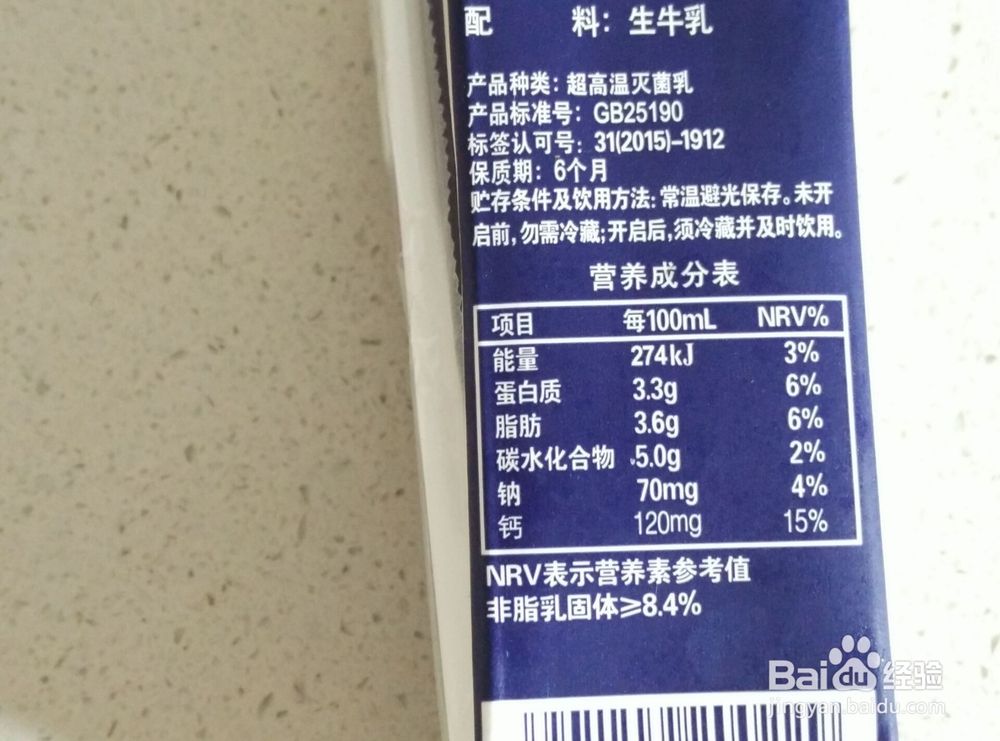 配 料：生牛乳
产品种类：超高温灭菌乳
产品标准号：GB25190
标签认可号：31(2015)-1912
保质期：6个月
贮存条件及饮用方法：常温避光保存。未开
启前，勿需冷藏；开启后，须冷藏并及时饮用。
营养成分表
项目 每100mL NRV%
能量 274kJ 3%
蛋白质 3.3g 6%
脂肪 3.6g 6%
碳水化合物 5.0g 2%
钠 70mg 4%
钙 120mg 15%
NRV表示营养素参考值
非脂乳固体≥8.4%
Baidu 经验
jingyan.baidu.com